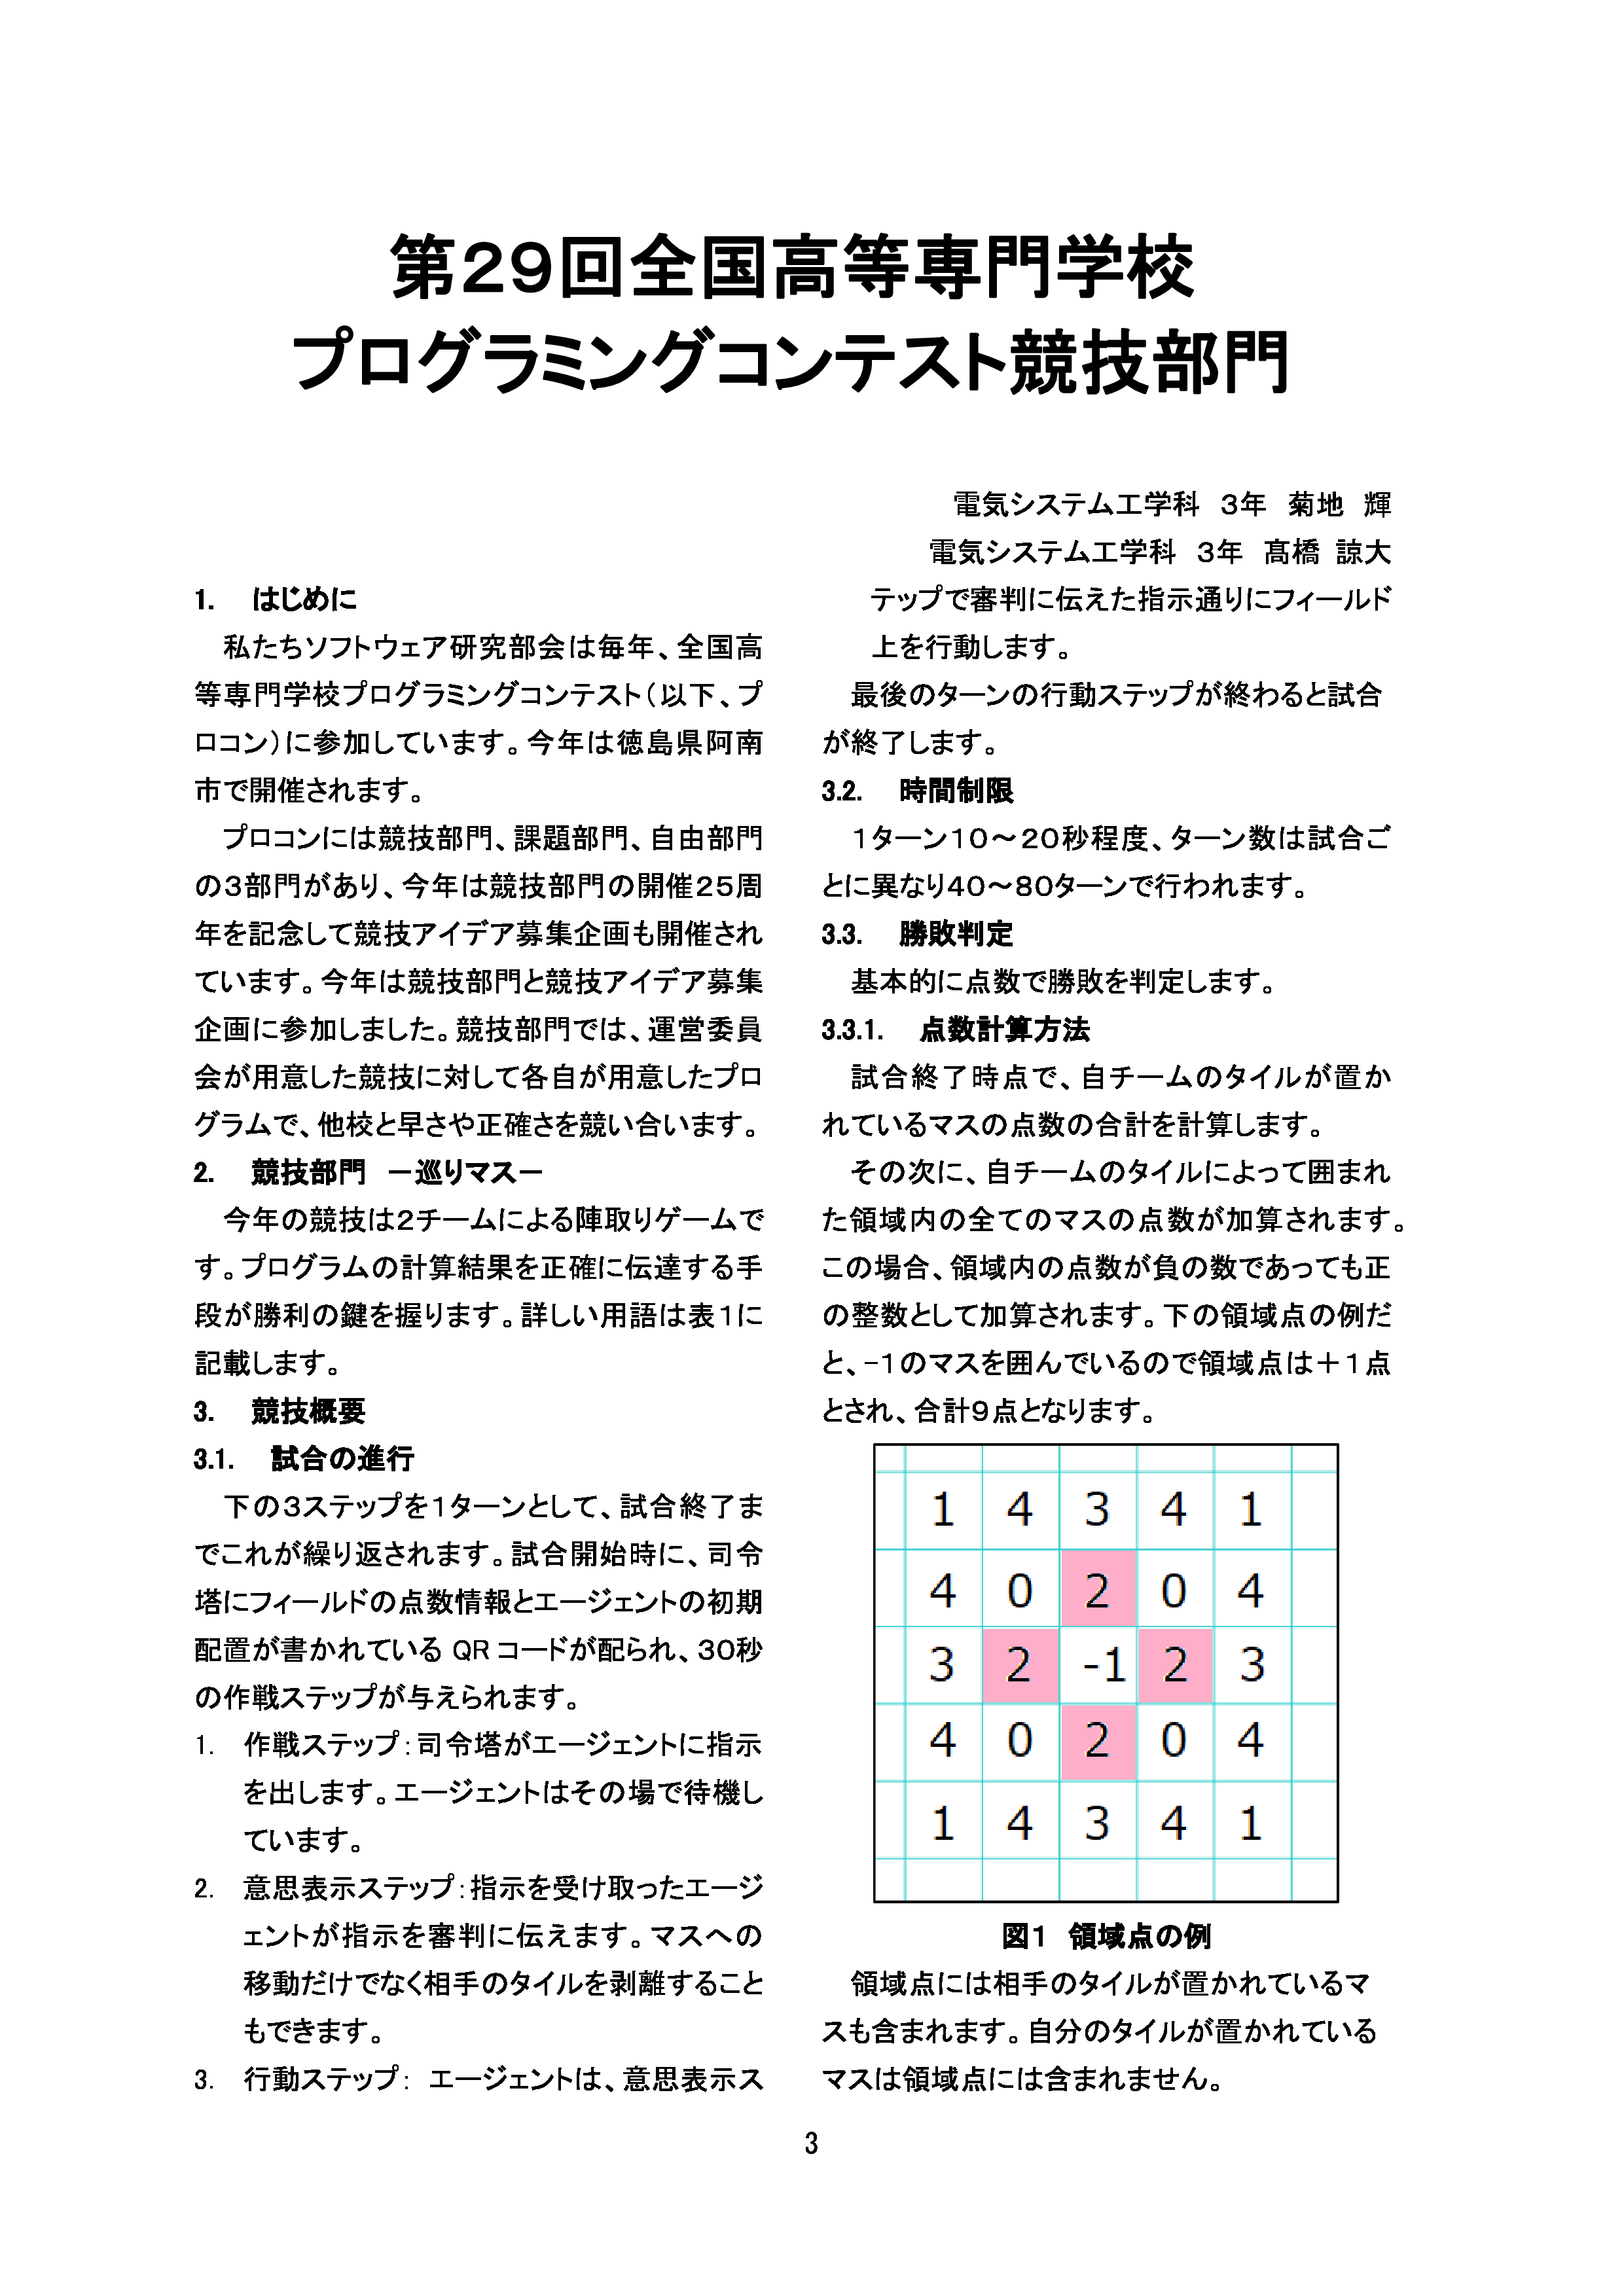 第29回全国高等専門学校
プログラミングコンテスト競技部門
電気システム工学科 3年 菊地 輝
電気システム工学科 3年 髙橋 諒大
1. はじめに
私たちソフトウェア研究部会は毎年、全国高
等専門学校プログラミングコンテスト（以下、プ
ロコン）に参加しています。今年は徳島県阿南
市で開催されます。
プロコンには競技部門、課題部門、自由部門
の3部門があり、今年は競技部門の開催25周
年を記念して競技アイデア募集企画も開催され
ています。今年は競技部門と競技アイデア募集
企画に参加しました。競技部門では、運営委員
会が用意した競技に対して各自が用意したプロ
グラムで、他校と早さや正確さを競い合います。
2. 競技部門 －巡りマス－
今年の競技は2チームによる陣取りゲームで
す。プログラムの計算結果を正確に伝達する手
段が勝利の鍵を握ります。詳しい用語は表1に
記載します。
3. 競技概要
3.1. 試合の進行
下の3ステップを1ターンとして、試合終了ま
でこれが繰り返されます。試合開始時に、司令
塔にフィールドの点数情報とエージェントの初期
配置が書かれている QR コードが配られ、30秒
の作戦ステップが与えられます。
1. 作戦ステップ：司令塔がエージェントに指示
を出します。エージェントはその場で待機し
ています。
2. 意思表示ステップ：指示を受け取ったエージ
ェントが指示を審判に伝えます。マスへの
移動だけでなく相手のタイルを剥離すること
もできます。
3. 行動ステップ： エージェントは、意思表示ス
テップで審判に伝えた指示通りにフィールド
上を行動します。
最後のターンの行動ステップが終わると試合
が終了します。
3.2. 時間制限
1ターン10～20秒程度、ターン数は試合ご
とに異なり40～80ターンで行われます。
3.3. 勝敗判定
基本的に点数で勝敗を判定します。
3.3.1. 点数計算方法
試合終了時点で、自チームのタイルが置か
れているマスの点数の合計を計算します。
その次に、自チームのタイルによって囲まれ
た領域内の全てのマスの点数が加算されます。
この場合、領域内の点数が負の数であっても正
の整数として加算されます。下の領域点の例だ
と、-1のマスを囲んでいるので領域点は＋1点
とされ、合計9点となります。
1 4 3 4 1
4 0 2 0 4
3 2 -1 2 3
4 0 2 0 4
1 4 3 4 1
図1 領域点の例
領域点には相手のタイルが置かれているマ
スも含まれます。自分のタイルが置かれている
マスは領域点には含まれません。
3